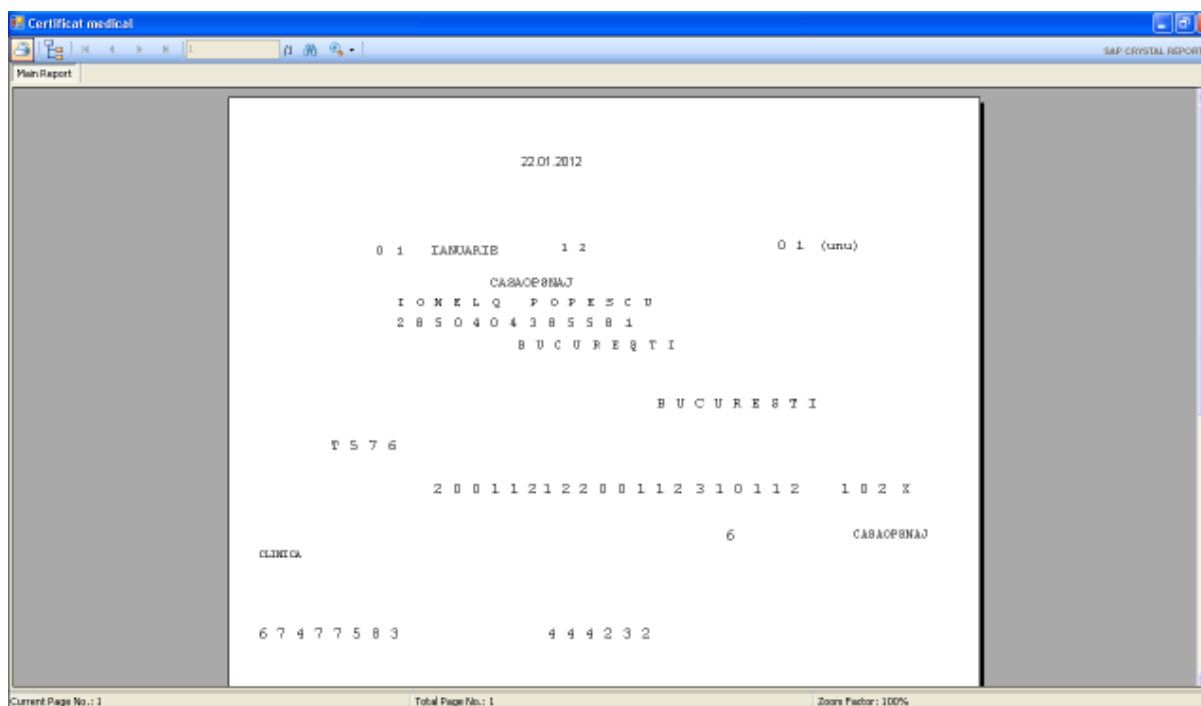 Certificat medical
1 /1
SAP CRYSTAL REPORT
Main Report
22.01.2012
0 1 IANUARIE 1 2 0 1 (unu)
CASAOPSNAJ
I O N E L Q P O P E S C U
2 8 5 0 4 0 4 3 8 5 5 8 1
B U C U R E Ș T I
B U C U R E S T I
T 5 7 6
2 0 0 1 1 2 1 2 2 0 0 1 1 2 3 1 0 1 1 2 1 0 2 X
6 CASAOPSNAJ
CLINICA
6 7 4 7 7 5 8 3 4 4 4 2 3 2
Current Page No.: 1 Total Page No.: 1 Zoom Factor: 100%